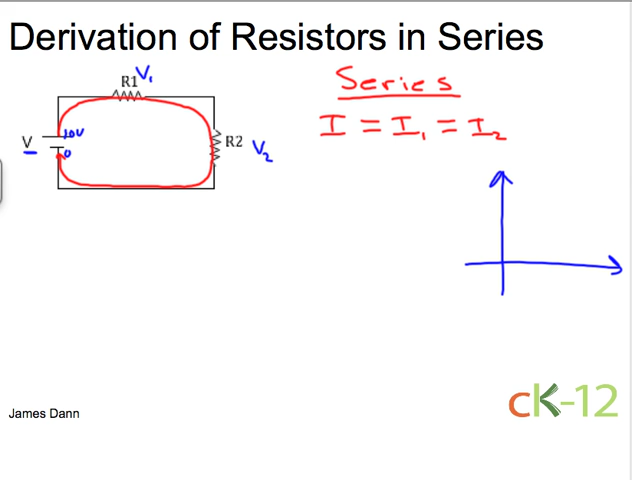 Derivation of Resistors in Series
R1 V₁
Series
I = I₁ = I₂
V 10V
0
R2 V₂
James Dann
cK-12